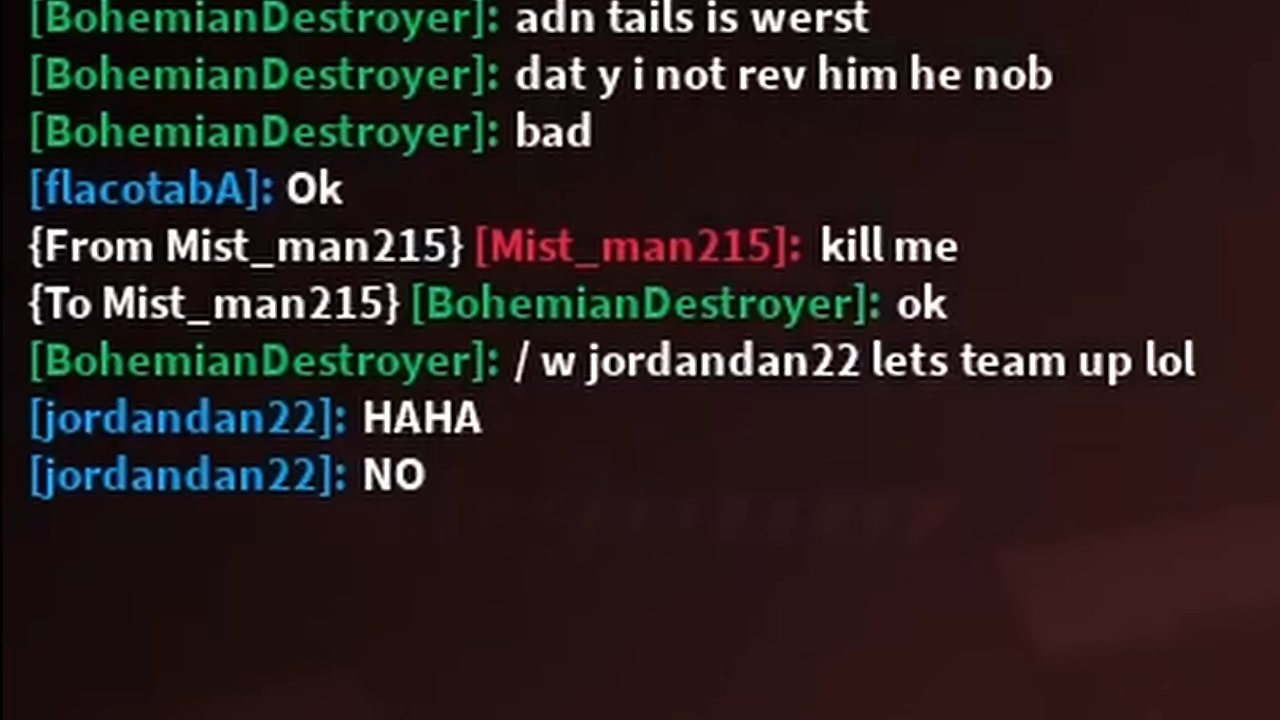 [BohemianDestroyer]: adn tails is werst
[BohemianDestroyer]: dat y i not rev him he nob
[BohemianDestroyer]: bad
[flacotabA]: Ok
{From Mist_man215} [Mist_man215]: kill me
{To Mist_man215} [BohemianDestroyer]: ok
[BohemianDestroyer]: / w jordandan22 lets team up lol
[jordandan22]: HAHA
[jordandan22]: NO